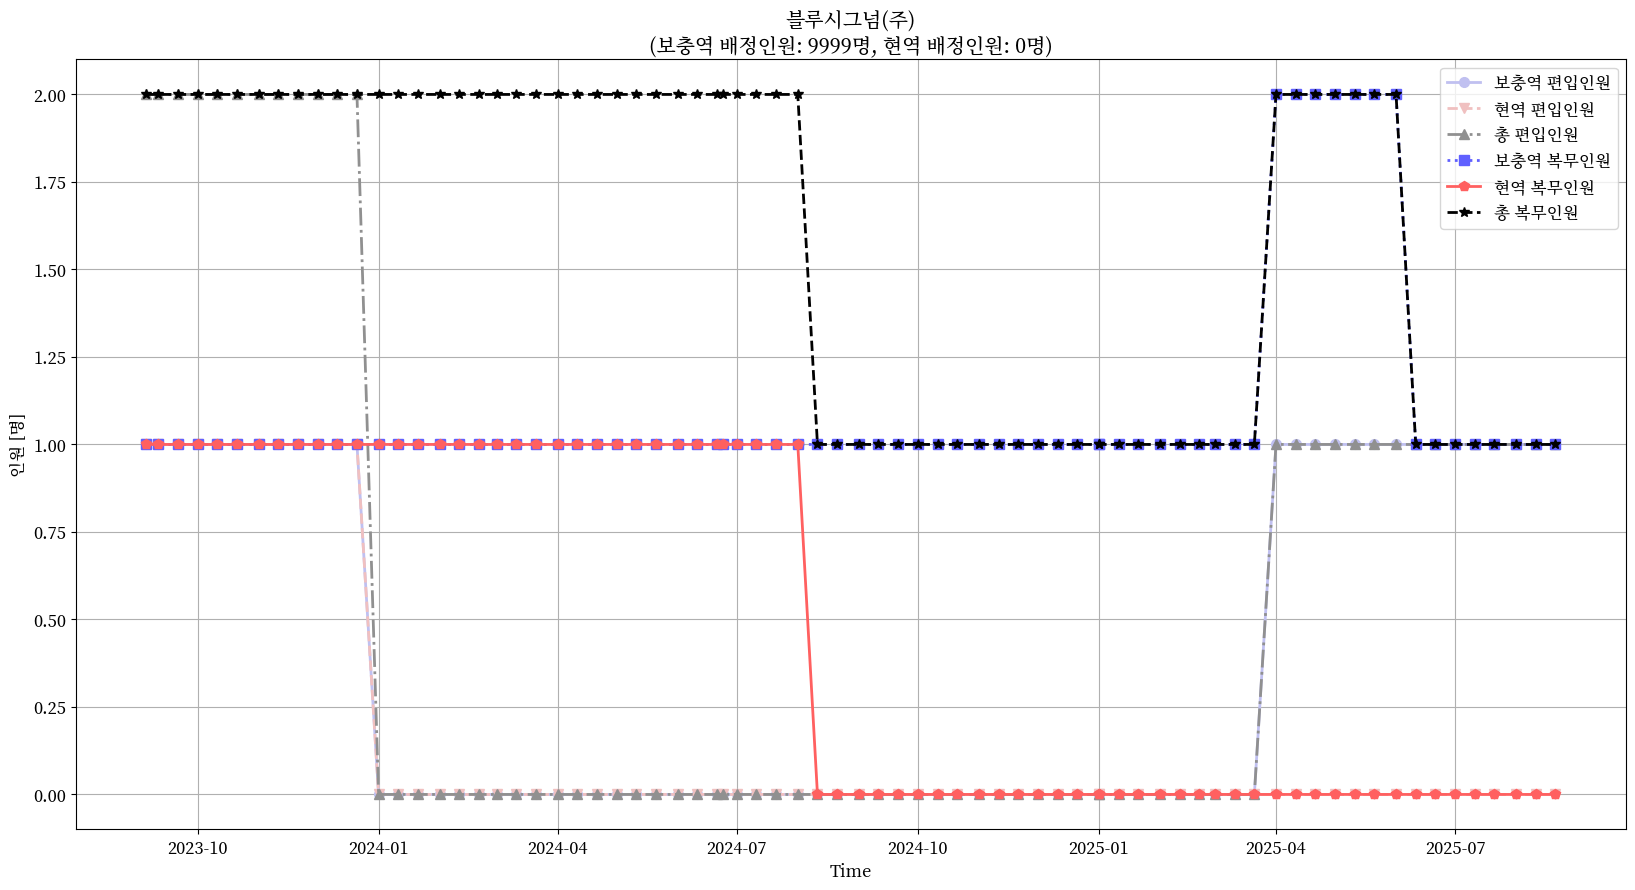 블루시그넘(주)
(보충역 배정인원: 9999명, 현역 배정인원: 0명)
보충역 편입인원
현역 편입인원
총 편입인원
보충역 복무인원
현역 복무인원
총 복무인원
인원 [명]
2.00
1.75
1.50
1.25
1.00
0.75
0.50
0.25
0.00
2023-10
2024-01
2024-04
2024-07
2024-10
2025-01
2025-04
2025-07
Time